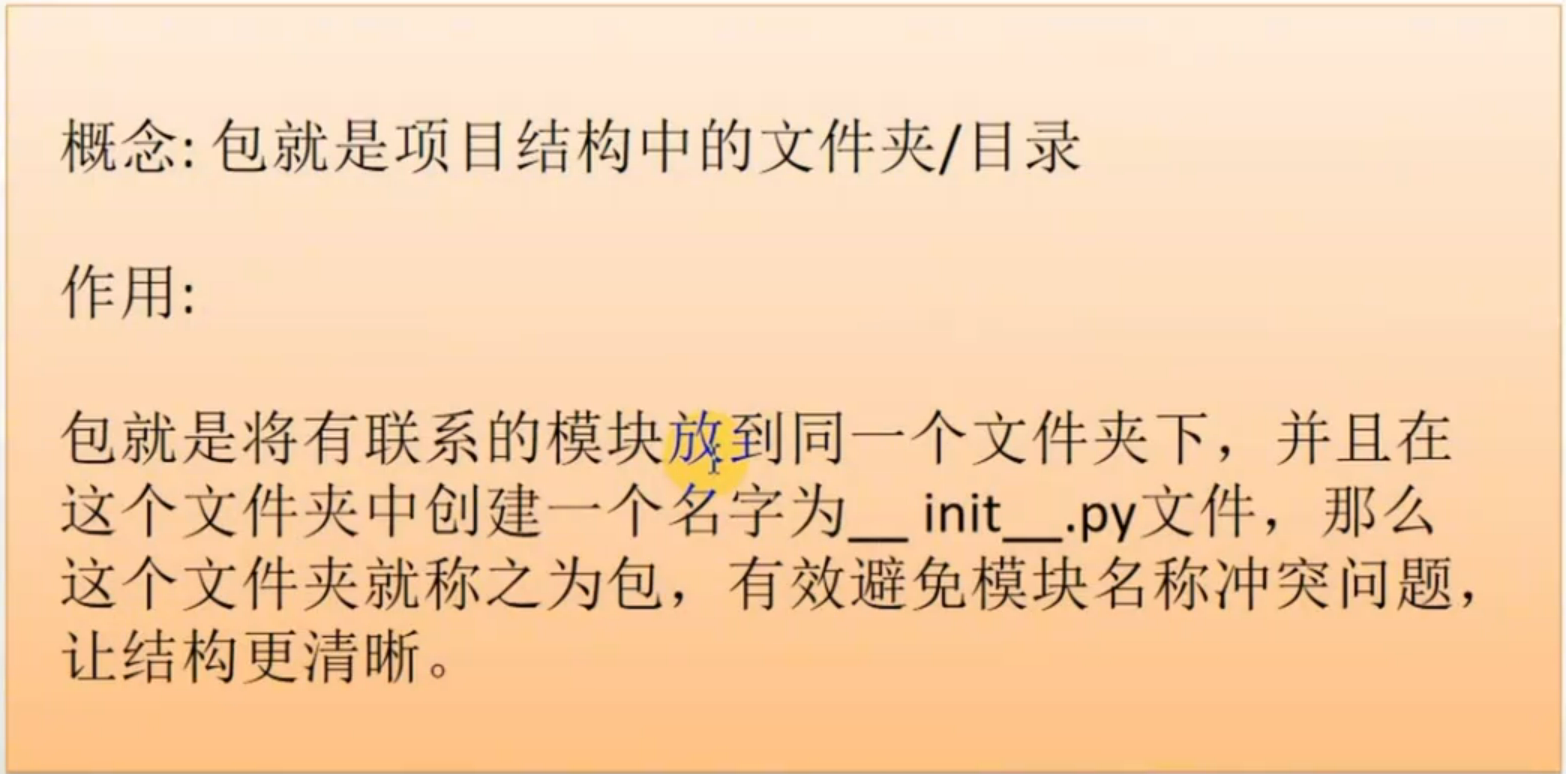 概念: 包就是项目结构中的文件夹/目录
作用:
包就是将有联系的模块放到同一个文件夹下，并且在
这个文件夹中创建一个名字为__ init__.py文件，那么
这个文件夹就称之为包，有效避免模块名称冲突问题，
让结构更清晰。